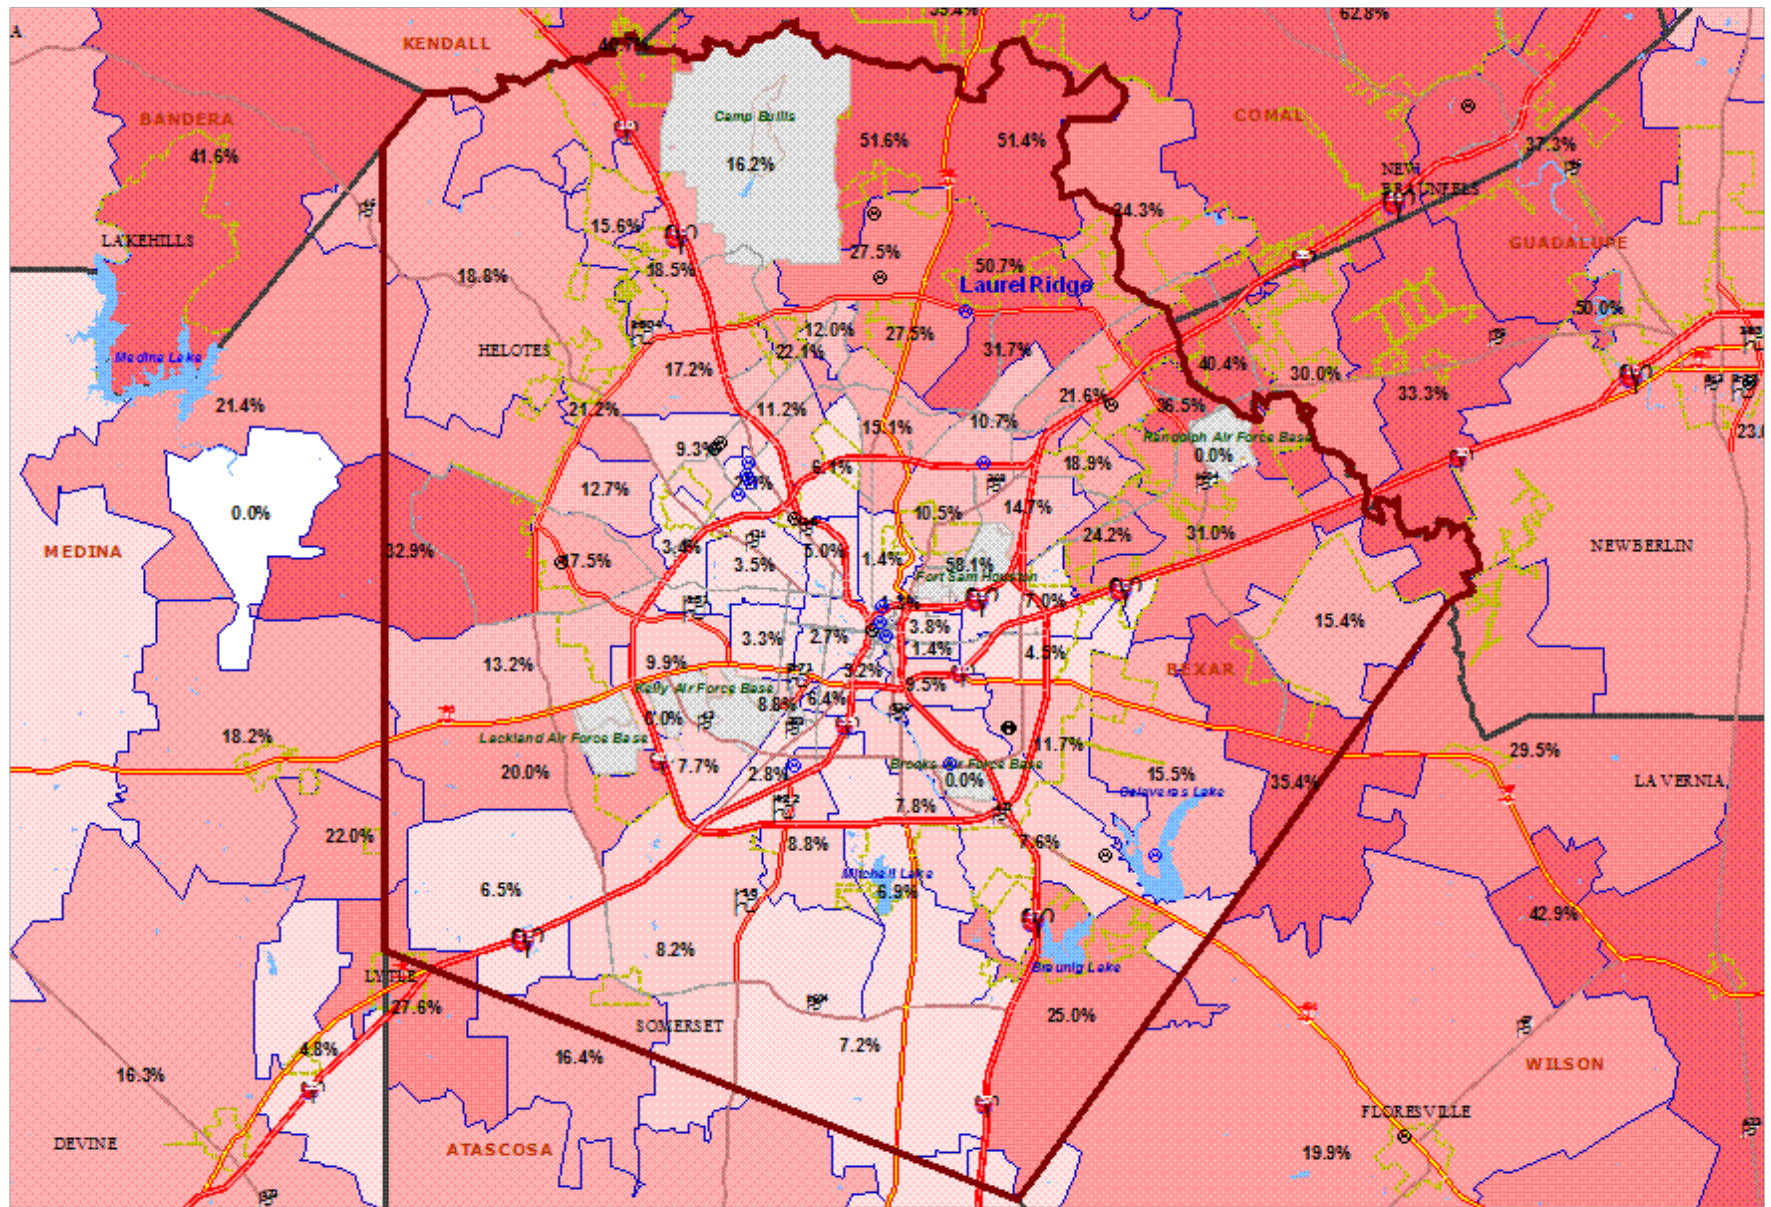 62.8%
KENDALL
BANDERA
41.6%
Camp Bullis
16.2%
51.6%
51.4%
COMAL
37.3%
NEW
BRAUNFELS
LAKEHILLS
15.6%
18.5%
27.5%
24.3%
GUADALUPE
18.8%
50.7%
Laurel Ridge
50.0%
Medina Lake
HELOTES
12.0%
22.1%
27.5%
31.7%
17.2%
40.4%
30.0%
33.3%
21.4%
21.2%
11.2%
15.1%
10.7%
21.6%
36.5%
Randolph Air Force Base
0.0%
9.3%
6.1%
18.9%
12.7%
0.0%
10.5%
14.7%
MEDINA
32.9%
17.5%
3.4%
3.5%
5.0%
1.4%
58.1%
Fort Sam Houston
24.2%
31.0%
NEWBERLIN
7.0%
15.4%
3.3%
2.7%
3.8%
1.4%
4.5%
13.2%
9.9%
3.2%
9.5%
BEXAR
Kelly Air Force Base
8.8%
6.4%
0.0%
18.2%
Lackland Air Force Base
20.0%
7.7%
2.8%
Brooks Air Force Base
0.0%
11.7%
15.5%
Calaveras Lake
35.4%
29.5%
LA VERNIA
22.0%
7.8%
8.8%
7.6%
6.5%
Mitchell Lake
6.9%
42.9%
8.2%
Braunig Lake
LYTLE
27.6%
SOMERSET
25.0%
4.8%
16.3%
16.4%
7.2%
WILSON
FLORESVILLE
DEVINE
ATASCOSA
19.9%